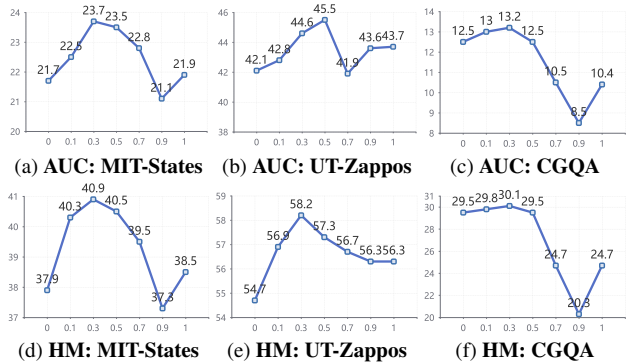 24 23.7 23.5 46 45.5 14 13.2
22.5 22.8 44.6 43.6 43.7 12.5 13 12.5
23 44 13
21.7 21.9 42.1 42.8 41.9 12 10.5 10.4
22 21.1 42 11 8.5
21 40 10
20 38 9
8
0 0.1 0.3 0.5 0.7 0.9 1 0 0.1 0.3 0.5 0.7 0.9 1 0 0.1 0.3 0.5 0.7 0.9 1
(a) AUC: MIT-States (b) AUC: UT-Zappos (c) AUC: CGQA
41 40.9 59 58.2 31 29.5 29.8 30.1 29.5
40.3 40.5 58 56.9 57.3 30
40 39.5 57 56.7 56.3 56.3 28
39 38.5 56 26 24.7 24.7
37.9 37.3 54.7 24 20.3
38 55 22
37 54 20
0 0.1 0.3 0.5 0.7 0.9 1 0 0.1 0.3 0.5 0.7 0.9 1 0 0.1 0.3 0.5 0.7 0.9 1
(d) HM: MIT-States (e) HM: UT-Zappos (f) HM: CGQA